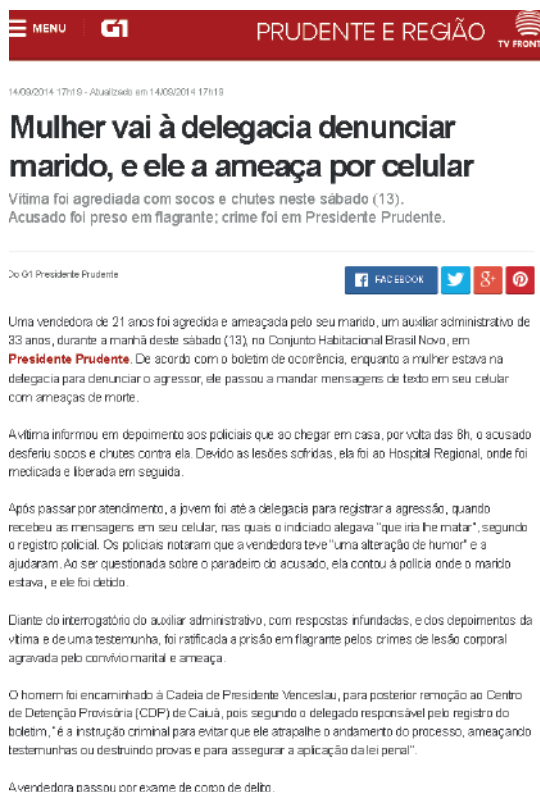 MENU G1 PRUDENTE E REGIÃO TV FRONT
14/09/2014 17h19 - Atualizado em 14/09/2014 17h19
Mulher vai à delegacia denunciar
marido, e ele a ameaça por celular
Vítima foi agrediada com socos e chutes neste sábado (13).
Acusado foi preso em flagrante; crime foi em Presidente Prudente.
Do G1 Presidente Prudente
FACEBOOK
Uma vendedora de 21 anos foi agredida e ameaçada pelo seu marido, um auxiliar administrativo de
33 anos, durante a manhã deste sábado (13), no Conjunto Habitacional Brasil Novo, em
Presidente Prudente. De acordo com o boletim de ocorrência, enquanto a mulher estava na
delegacia para denunciar o agressor, ele passou a mandar mensagens de texto em seu celular
com ameaças de morte.
A vítima informou em depoimento aos policiais que ao chegar em casa, por volta das 6h, o acusado
desferiu socos e chutes contra ela. Devido as lesões sofridas, ela foi ao Hospital Regional, onde foi
medicada e liberada em seguida.
Após passar por atendimento, a jovem foi até a delegacia para registrar a agressão, quando
recebeu as mensagens em seu celular, nas quais o indiciado alegava "que iria lhe matar", segundo
o registro policial. Os policiais notaram que a vendedora teve "uma alteração de humor" e a
ajudaram. Ao ser questionada sobre o paradeiro do acusado, ela contou à polícia onde o marido
estava, e ele foi detido.
Diante do interrogatório do auxiliar administrativo, com respostas infundadas, e dos depoimentos da
vítima e de uma testemunha, foi ratificada a prisão em flagrante pelos crimes de lesão corporal
agravada pelo convívio marital e ameaça.
O homem foi encaminhado à Cadeia de Presidente Venceslau, para posterior remoção ao Centro
de Detenção Provisória (CDP) de Caiuá, pois segundo o delegado responsável pelo registro do
boletim, "é a instrução criminal para evitar que ele atrapalhe o andamento do processo, ameaçando
testemunhas ou destruindo provas e para assegurar a aplicação da lei penal".
A vendedora passou por exame de corpo de delito.